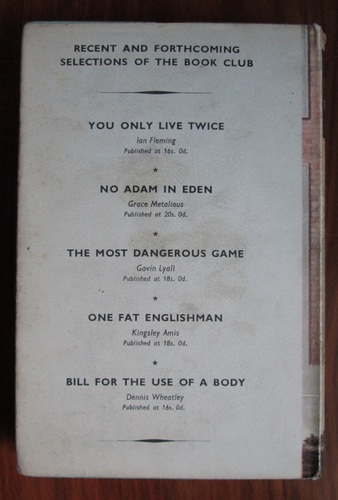 RECENT AND FORTHCOMING
SELECTIONS OF THE BOOK CLUB
YOU ONLY LIVE TWICE
Ian Fleming
Published at 16s. 0d.
*
NO ADAM IN EDEN
Grace Metalious
Published at 20s. 0d.
*
THE MOST DANGEROUS GAME
Gavin Lyall
Published at 18s. 0d.
*
ONE FAT ENGLISHMAN
Kingsley Amis
Published at 18s. 0d.
*
BILL FOR THE USE OF A BODY
Dennis Wheatley
Published at 16s. 0d.